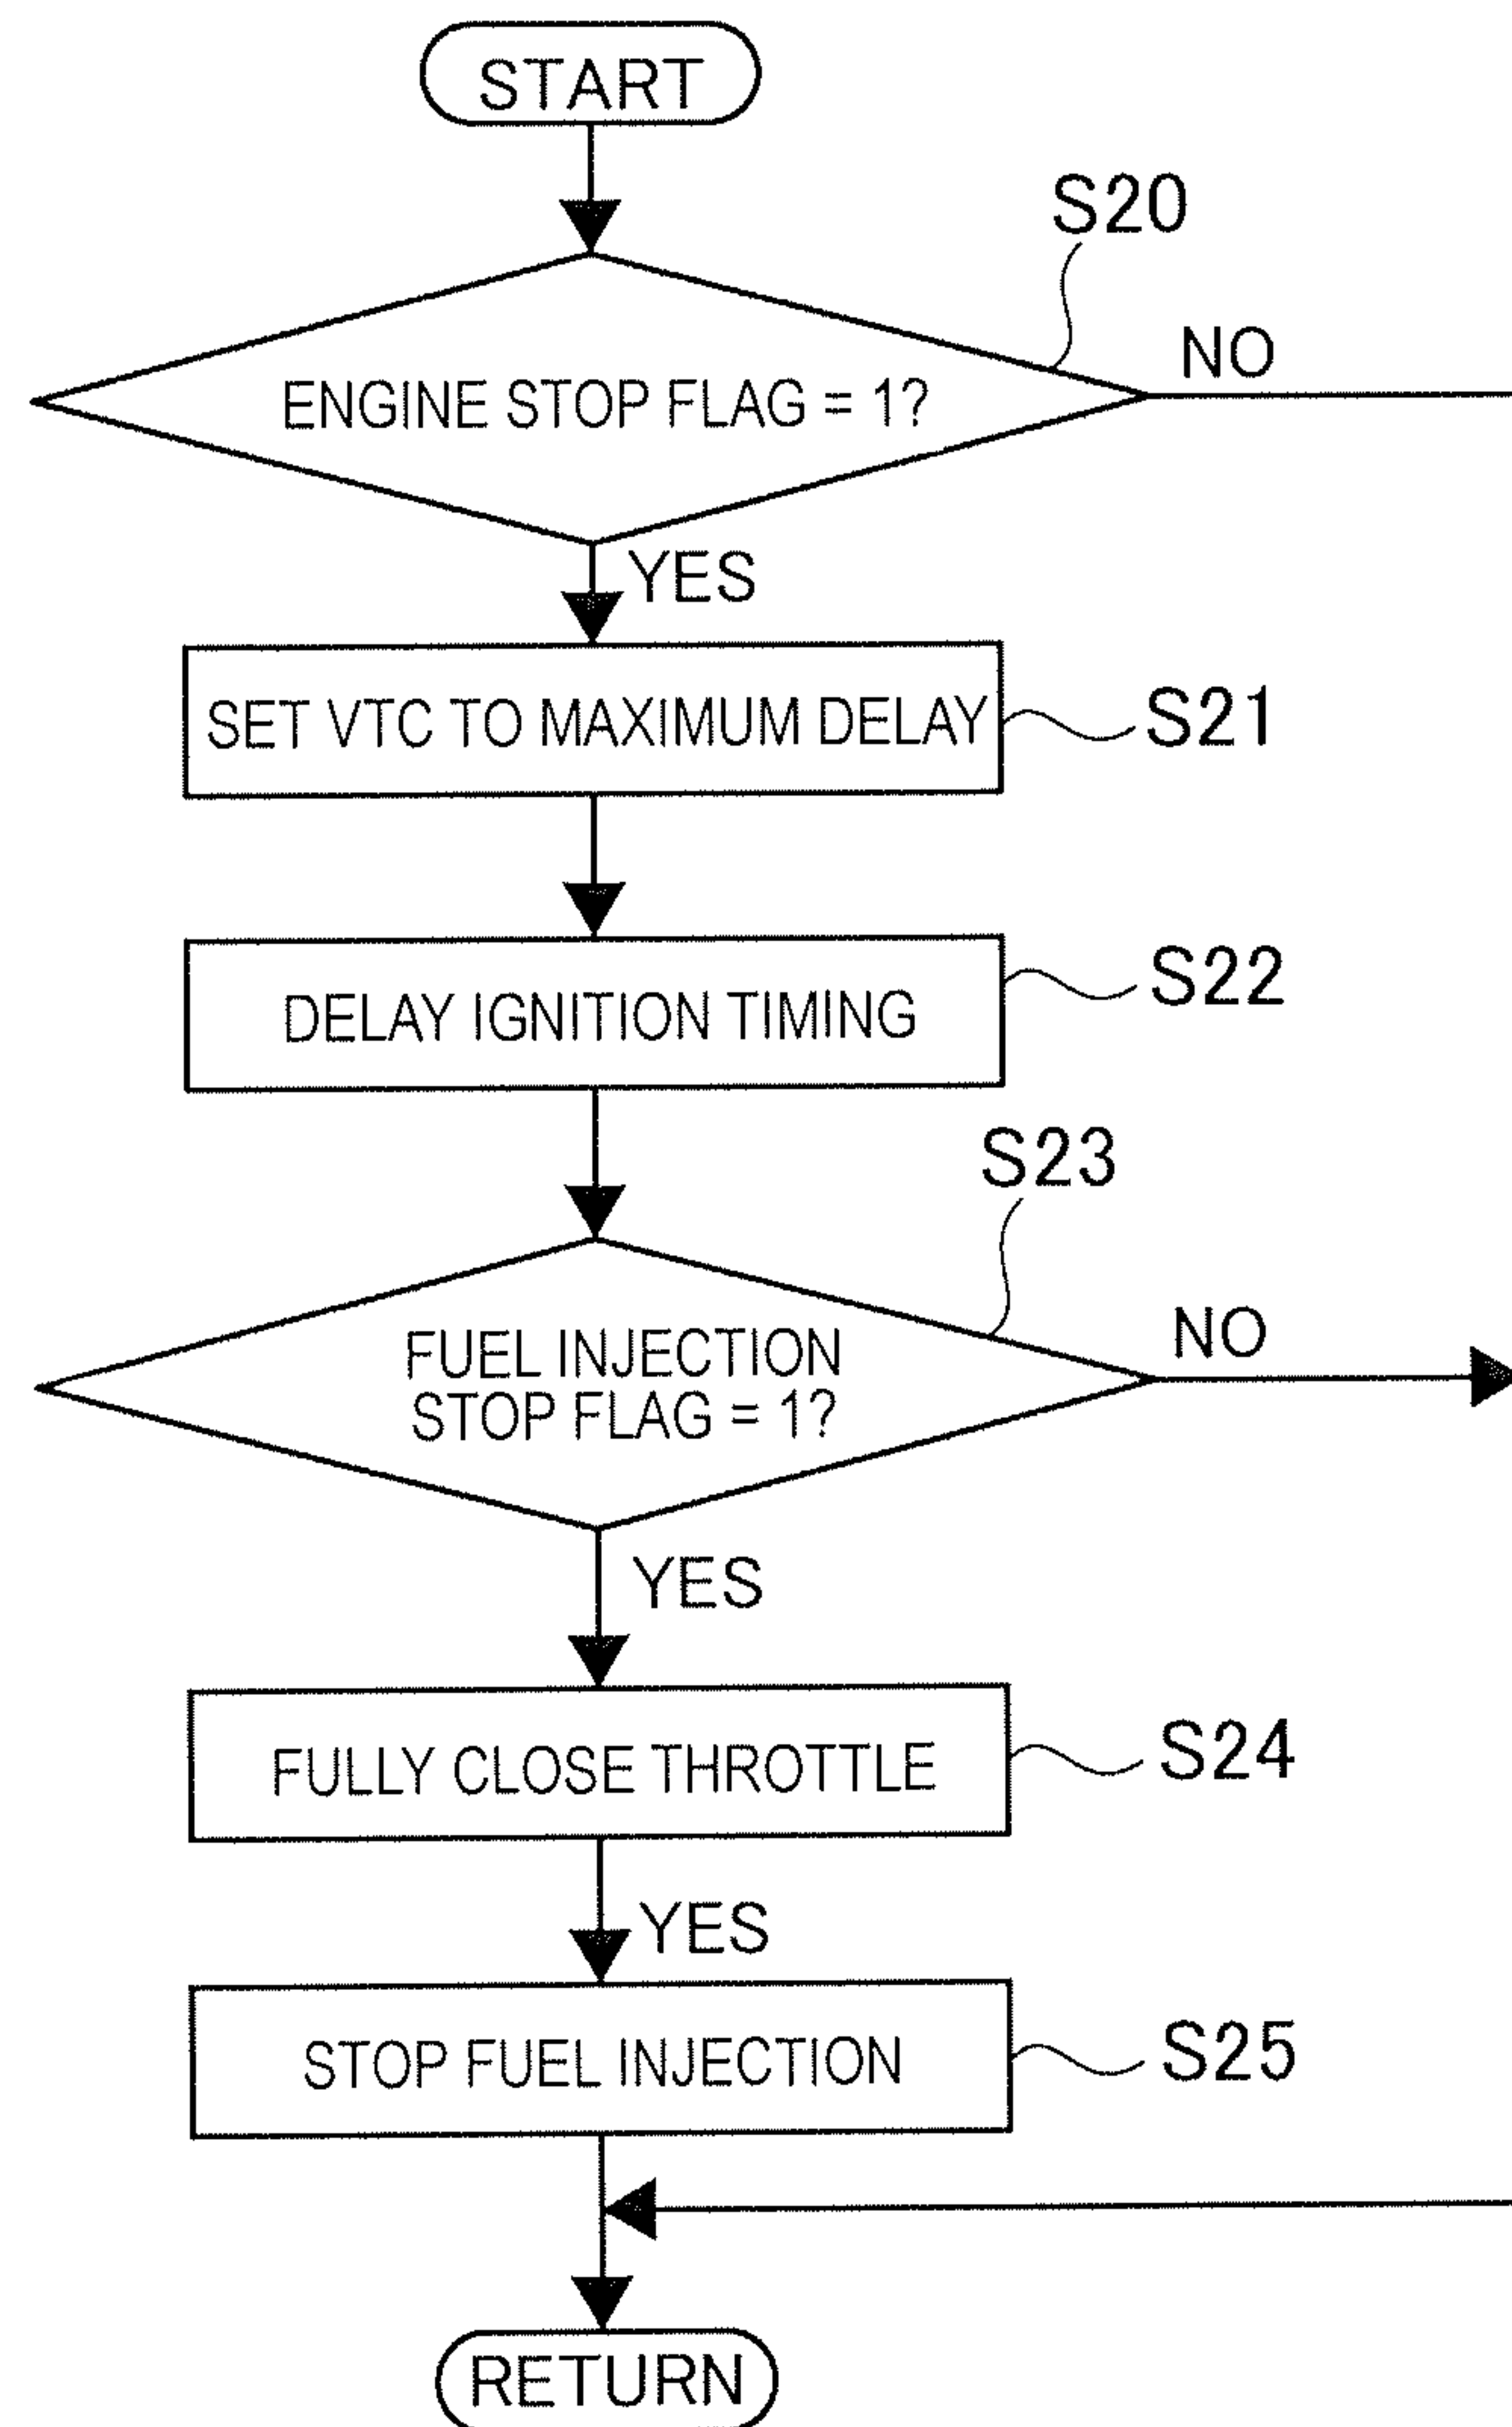 START
S20
NO
ENGINE STOP FLAG = 1?
YES
SET VTC TO MAXIMUM DELAY
S21
DELAY IGNITION TIMING
S22
S23
NO
FUEL INJECTION
STOP FLAG = 1?
YES
FULLY CLOSE THROTTLE
S24
YES
STOP FUEL INJECTION
S25
RETURN